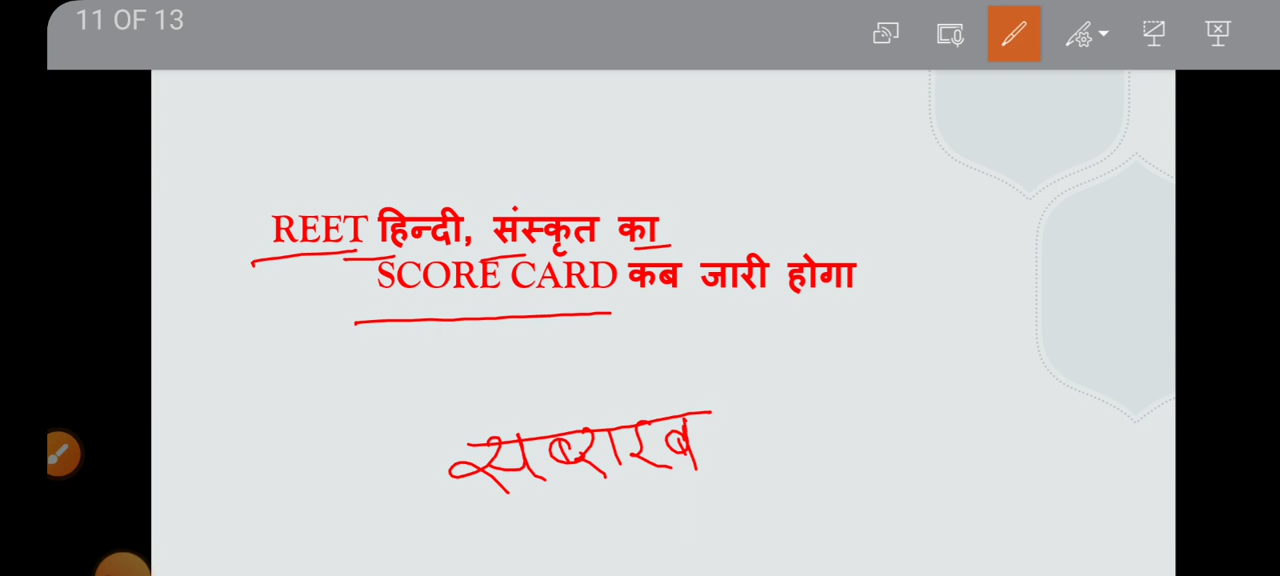 11 OF 13
REET हिन्दी, संस्कृत का
SCORE CARD कब जारी होगा